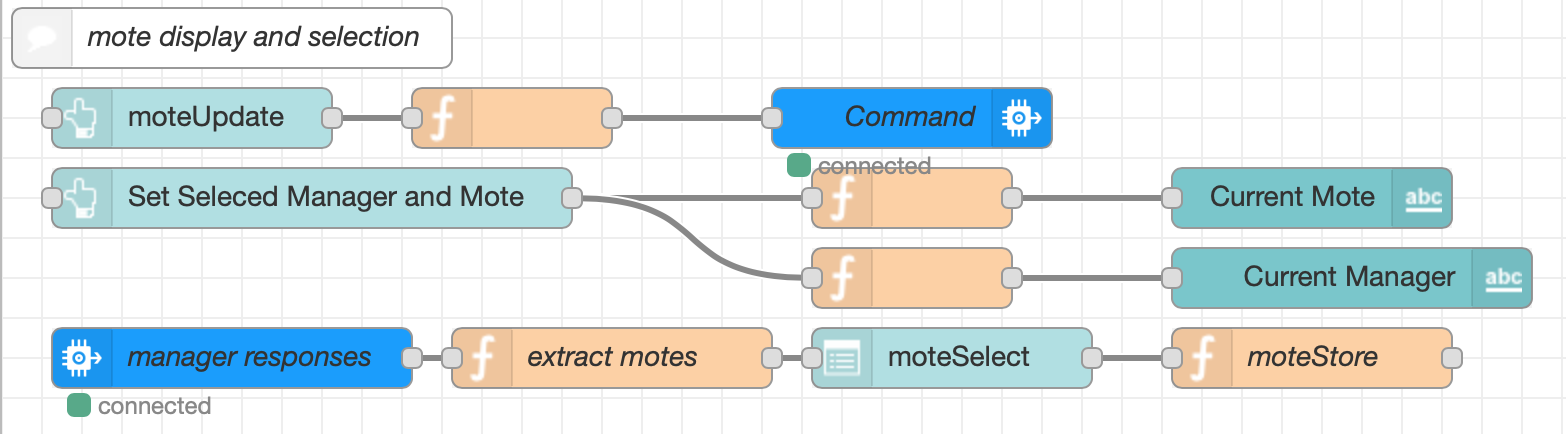 mote display and selection
moteUpdate
Command
connected
Set Seleced Manager and Mote
Current Mote
abc
Current Manager
abc
manager responses
extract motes
moteSelect
moteStore
connected